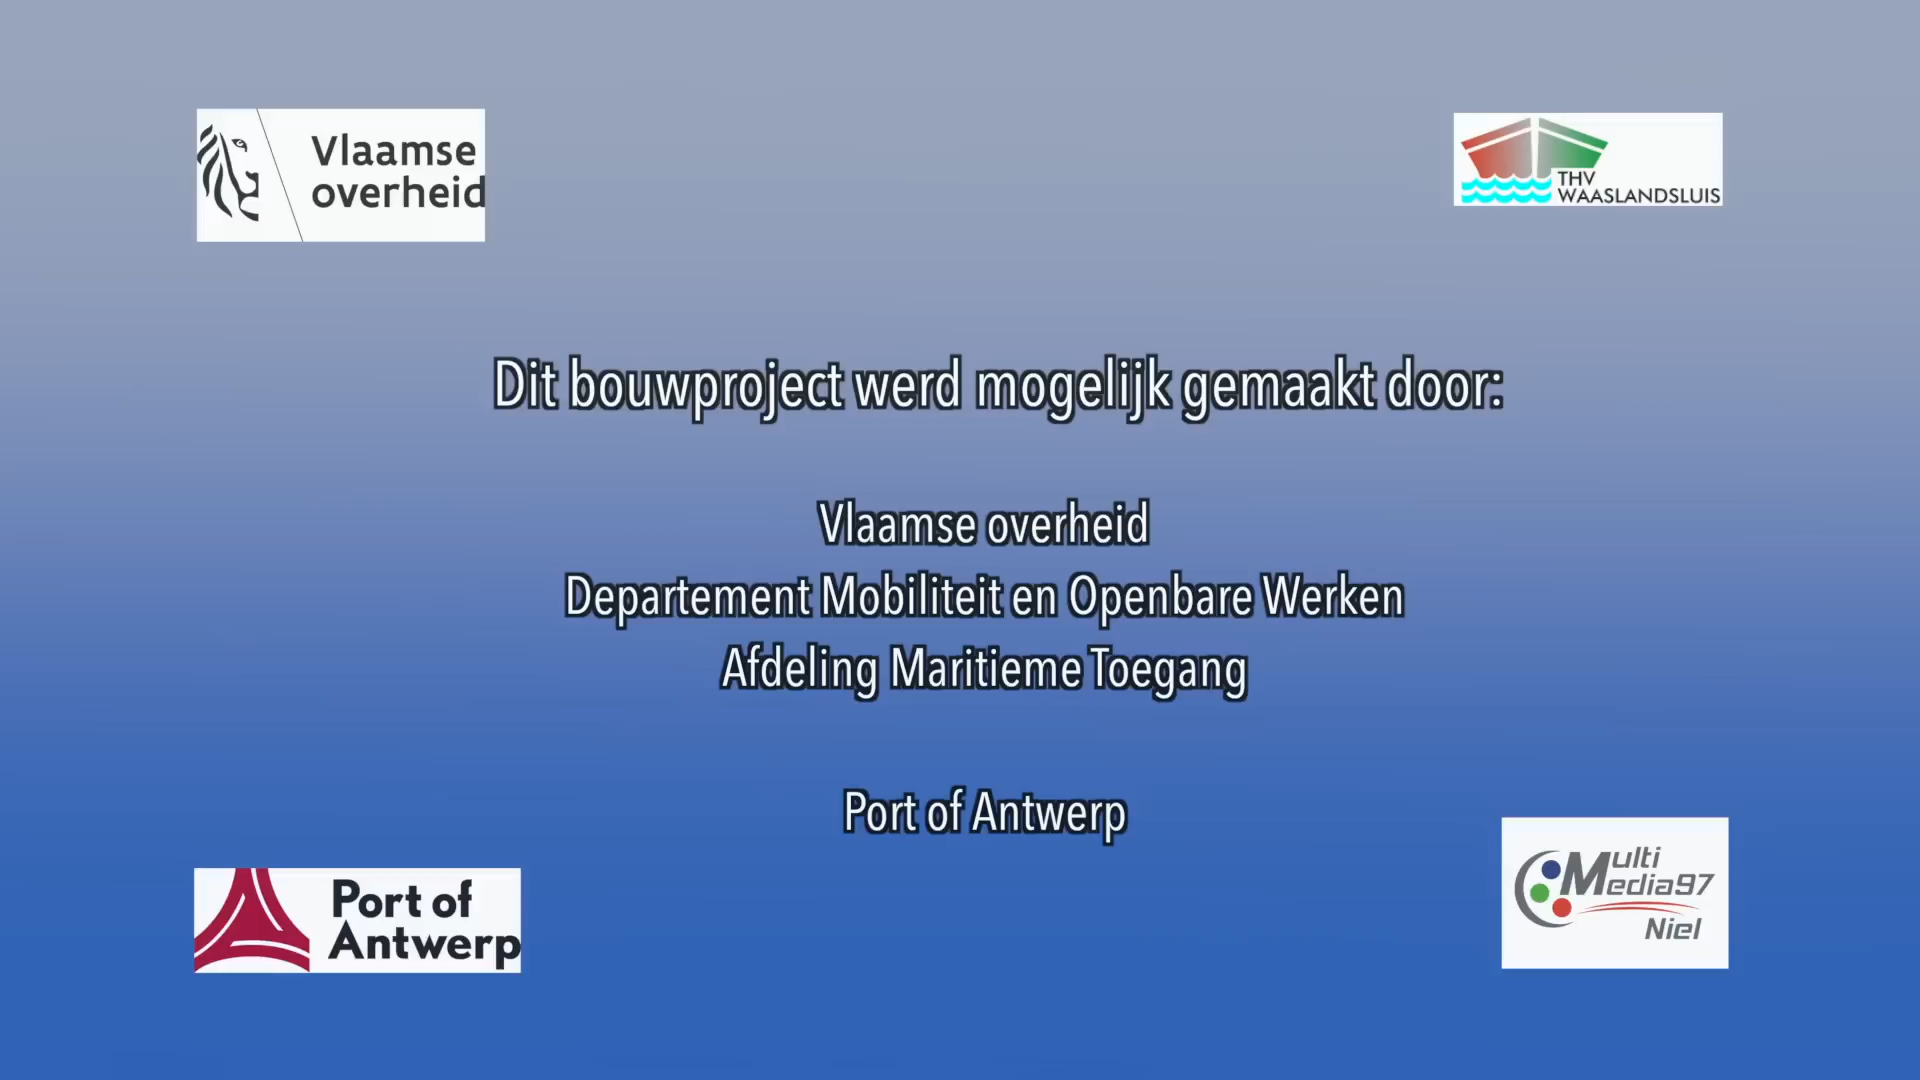 Vlaamse
overheid
THV
WAASLANDSLUIS
Dit bouwproject werd mogelijk gemaakt door:
Vlaamse overheid
Departement Mobiliteit en Openbare Werken
Afdeling Maritieme Toegang
Port of Antwerp
Port of
Antwerp
Multi
Media97
Niel